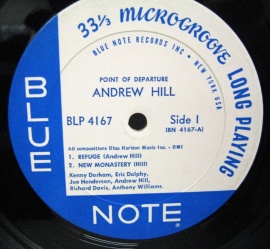 33⅓ MICROGROOVE LONG PLAYING
BLUE NOTE RECORDS INC • NEW YORK USA
POINT OF DEPARTURE
ANDREW HILL
BLP 4167 Side 1
(BN 4167-A)
All compositions Blue Horizon Music Inc. - BMI
1. REFUGE (Andrew Hill)
2. NEW MONASTERY (Hill)
Kenny Dorham, Eric Dolphy,
Joe Henderson, Andrew Hill,
Richard Davis, Anthony Williams.
BLUE
NOTE